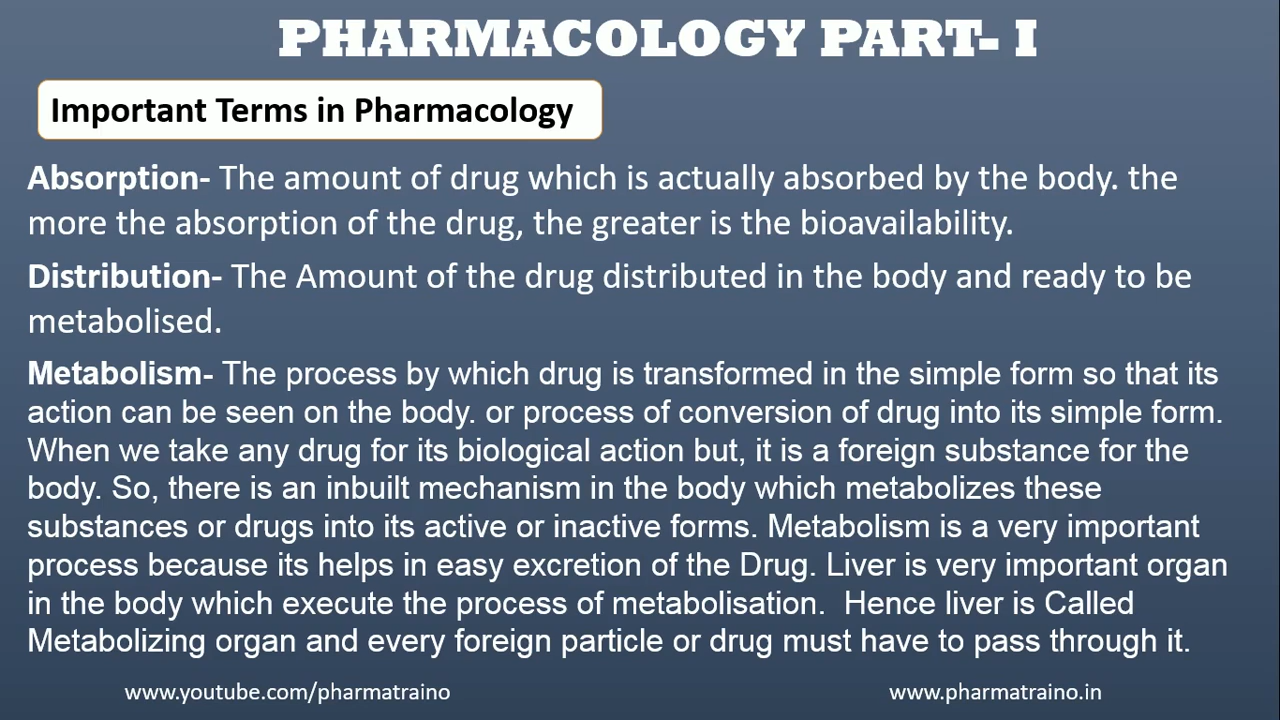 PHARMACOLOGY PART- I
Important Terms in Pharmacology
Absorption- The amount of drug which is actually absorbed by the body. the
more the absorption of the drug, the greater is the bioavailability.
Distribution- The Amount of the drug distributed in the body and ready to be
metabolised.
Metabolism- The process by which drug is transformed in the simple form so that its
action can be seen on the body. or process of conversion of drug into its simple form.
When we take any drug for its biological action but, it is a foreign substance for the
body. So, there is an inbuilt mechanism in the body which metabolizes these
substances or drugs into its active or inactive forms. Metabolism is a very important
process because its helps in easy excretion of the Drug. Liver is very important organ
in the body which execute the process of metabolisation.  Hence liver is Called
Metabolizing organ and every foreign particle or drug must have to pass through it.
www.youtube.com/pharmatraino
www.pharmatraino.in